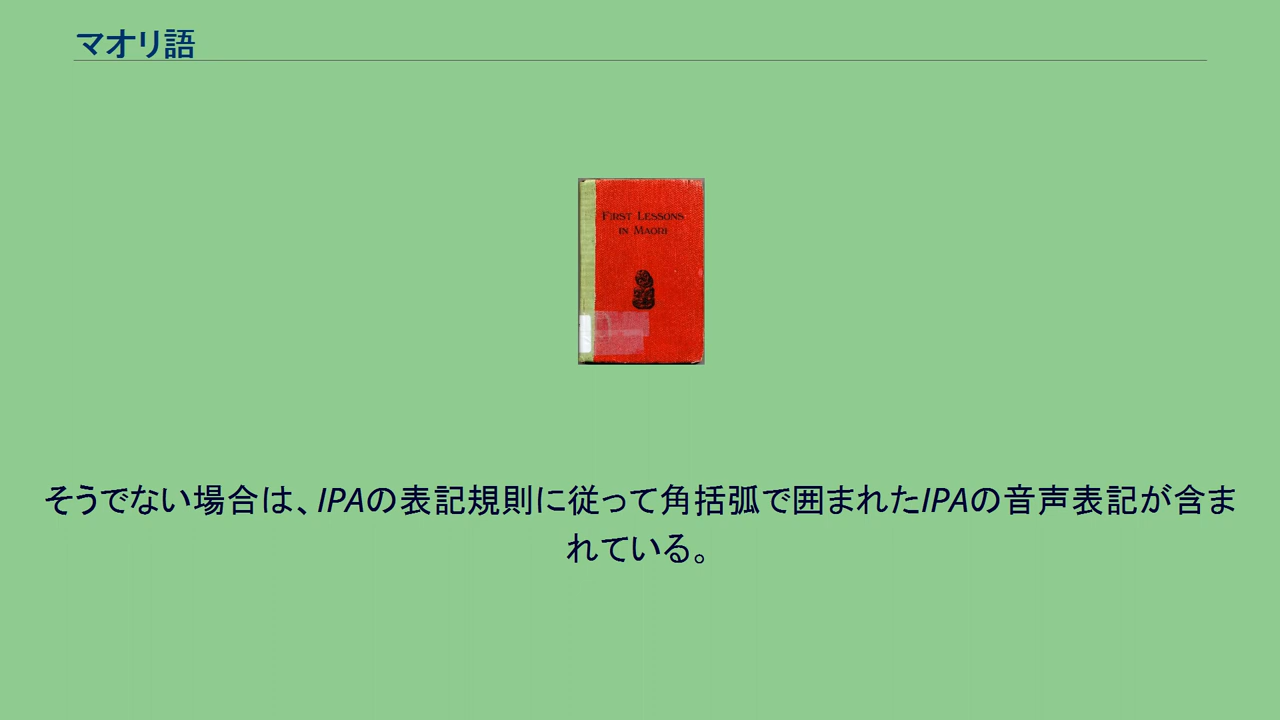 マオリ語
FIRST LESSONS
IN MAORI
そうでない場合は、IPAの表記規則に従って角括弧で囲まれたIPAの音声表記が含ま
れている。